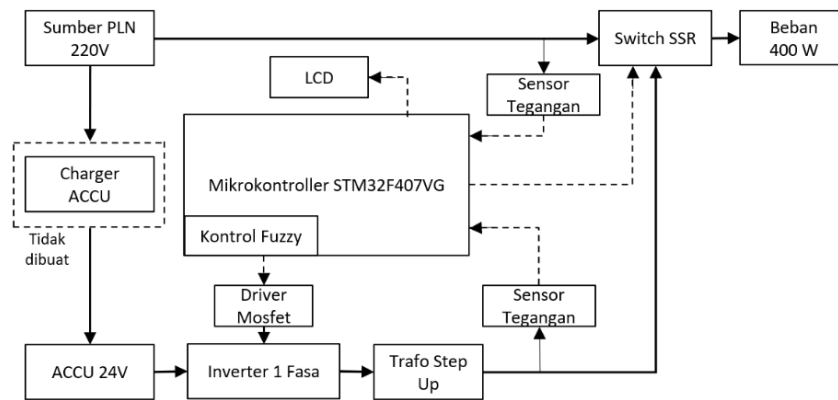 Sumber PLN
220V
Switch SSR
Beban
400 W
LCD
Sensor
Tegangan
Charger
ACCU
Mikrokontroller STM32F407VG
Kontrol Fuzzy
Tidak
dibuat
Driver
Mosfet
Sensor
Tegangan
ACCU 24V
Inverter 1 Fasa
Trafo Step
Up